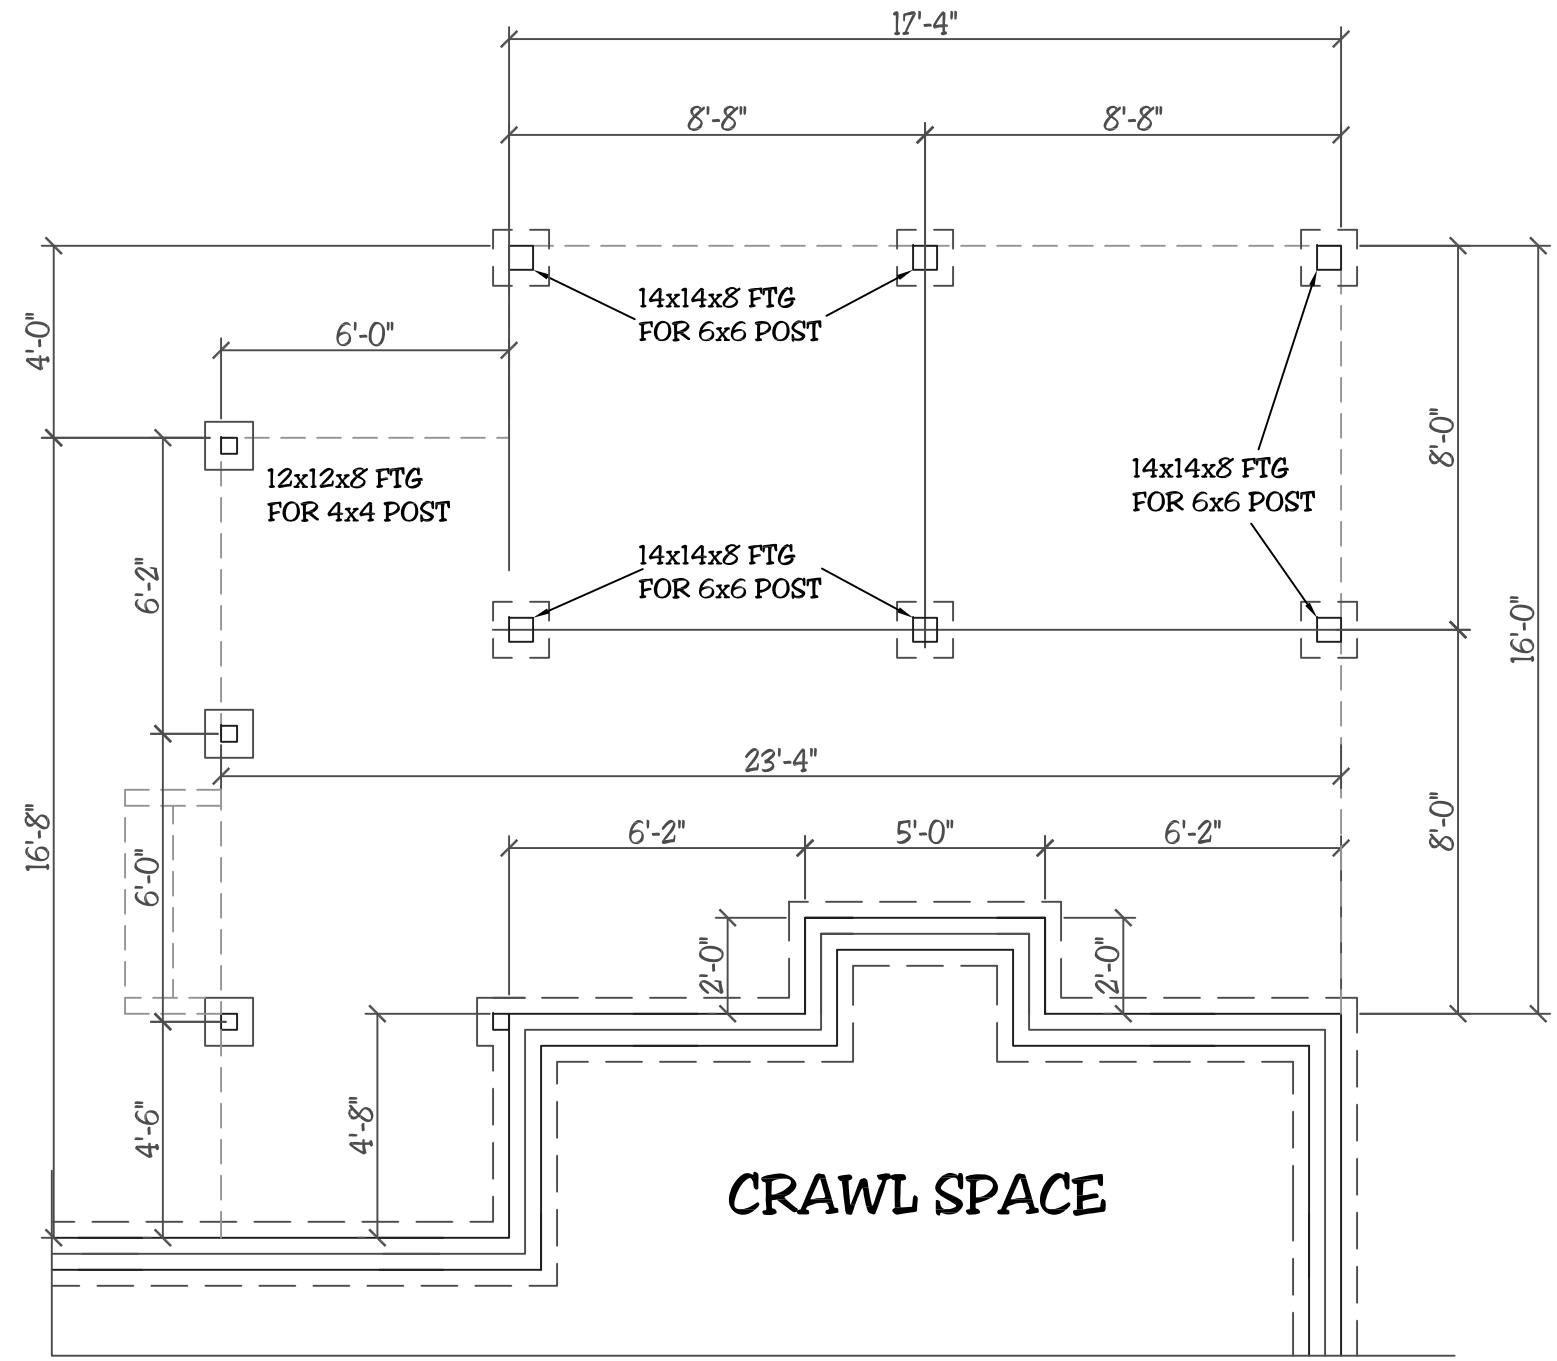 17'-4"
8'-8"
8'-8"
14x14x8 FTG
FOR 6x6 POST
4'-0"
6'-0"
8'-0"
12x12x8 FTG
FOR 4x4 POST
14x14x8 FTG
FOR 6x6 POST
14x14x8 FTG
FOR 6x6 POST
6'-2"
16'-0"
23'-4"
16'-8"
6'-0"
6'-2"
5'-0"
6'-2"
8'-0"
2'-0"
2'-0"
4'-6"
4'-8"
CRAWL SPACE